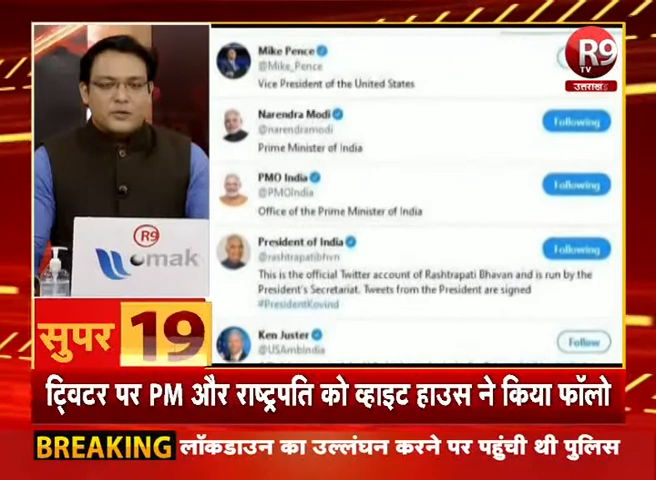 Mike Pence
@Mike_Pence
Vice President of the United States
Narendra Modi
@narendramodi
Following
Prime Minister of India
PMO India
@PMOIndia
Following
Office of the Prime Minister of India
President of India
@rashtrapatibhvn
Following
This is the official Twitter account of Rashtrapati Bhavan and is run by the
President's Secretariat. Tweets from the President are signed
#PresidentKovind
Ken Juster
@USAmbIndia
Follow
R9
TV
उत्तराखंड
R9
omak
सुपर 19
ट्विटर पर PM और राष्ट्रपति को व्हाइट हाउस ने किया फॉलो
BREAKING लॉकडाउन का उल्लंघन करने पर पहुंची थी पुलिस